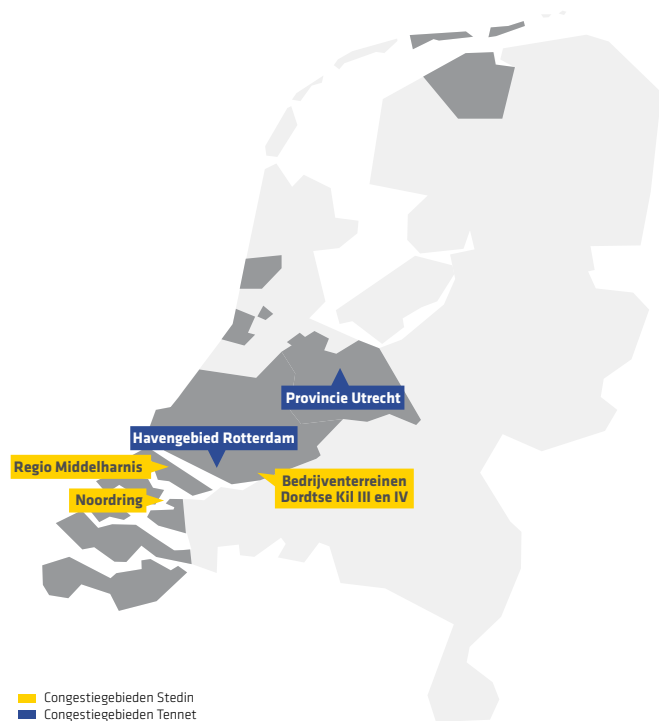 Provincie Utrecht
Havengebied Rotterdam
Regio Middelharnis
Bedrijventerreinen
Dordtse Kil III en IV
Noordring
Congestiegebieden Stedin
Congestiegebieden Tennet